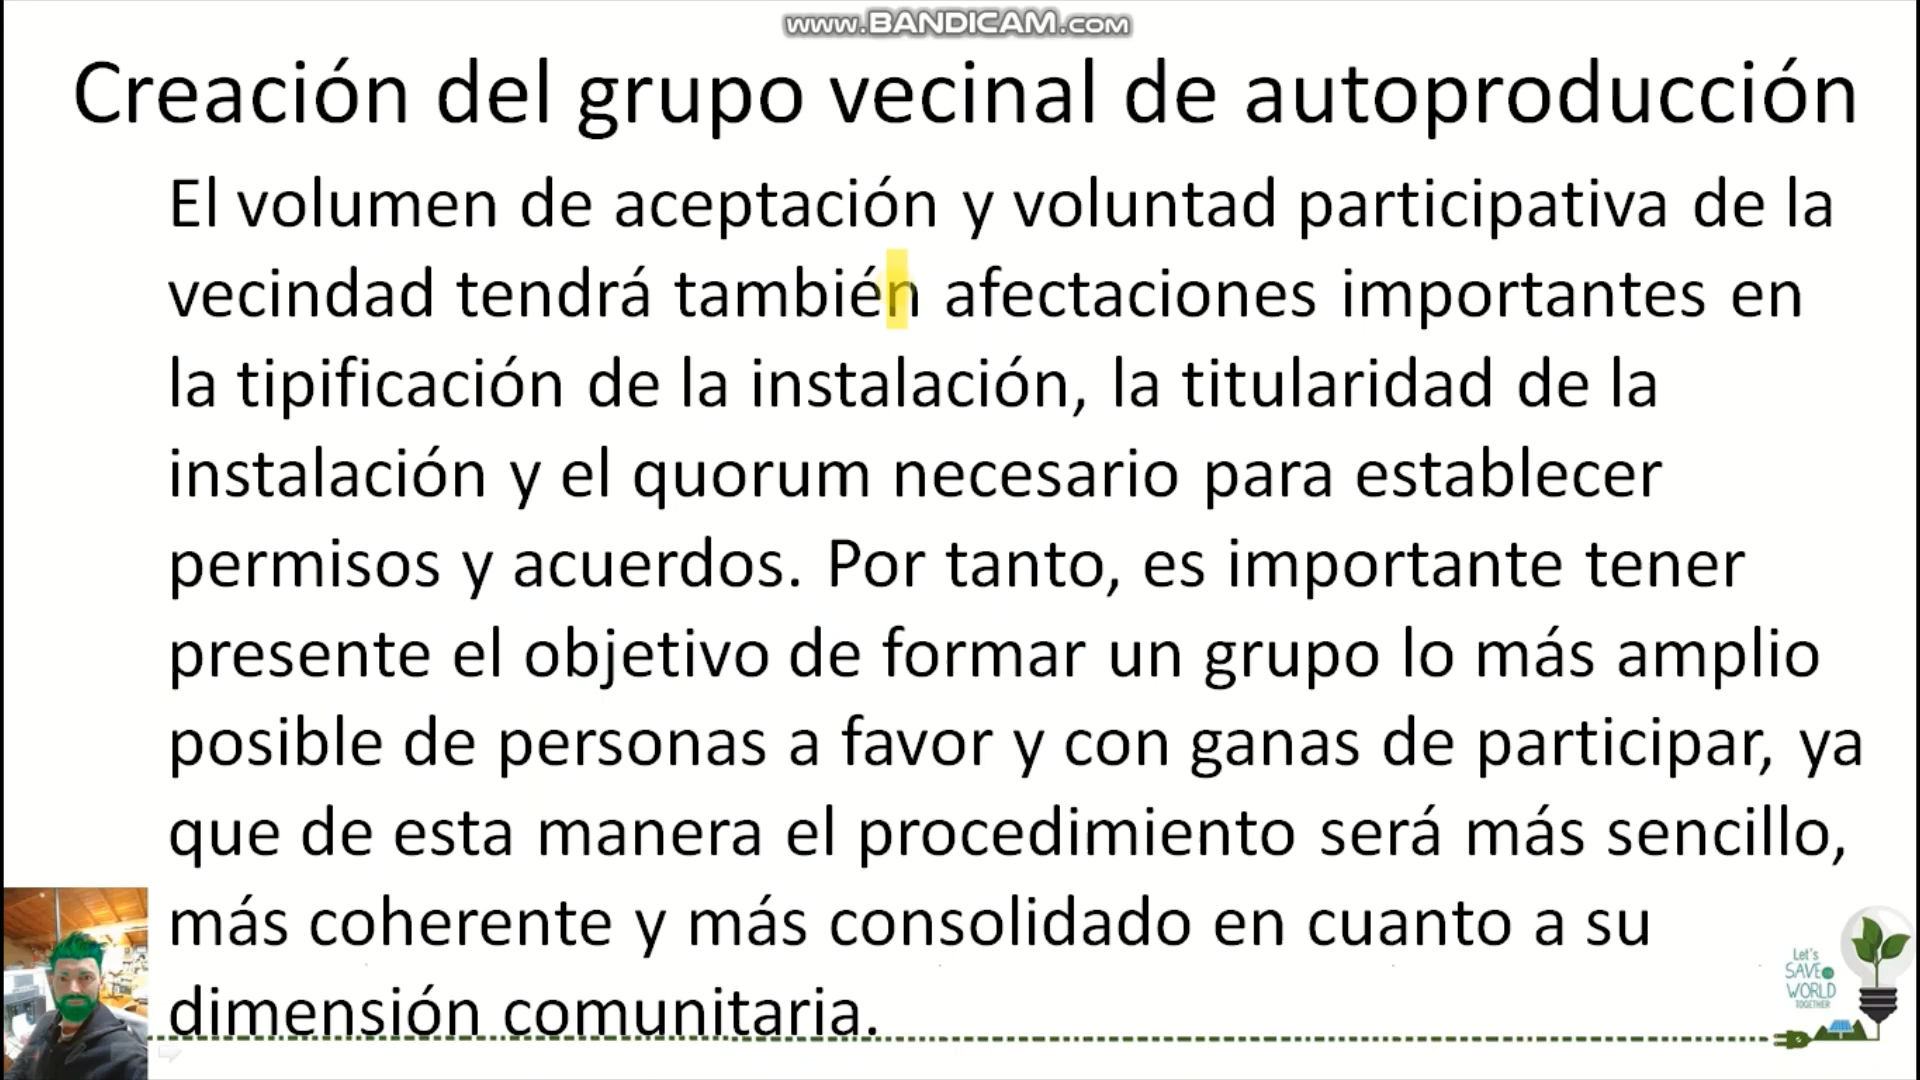 www.BANDICAM.com
Creación del grupo vecinal de autoproducción
El volumen de aceptación y voluntad participativa de la
vecindad tendrá también afectaciones importantes en
la tipificación de la instalación, la titularidad de la
instalación y el quorum necesario para establecer
permisos y acuerdos. Por tanto, es importante tener
presente el objetivo de formar un grupo lo más amplio
posible de personas a favor y con ganas de participar, ya
que de esta manera el procedimiento será más sencillo,
más coherente y más consolidado en cuanto a su
dimensión comunitaria.
Let's
SAVE
WORLD
TOGETHER